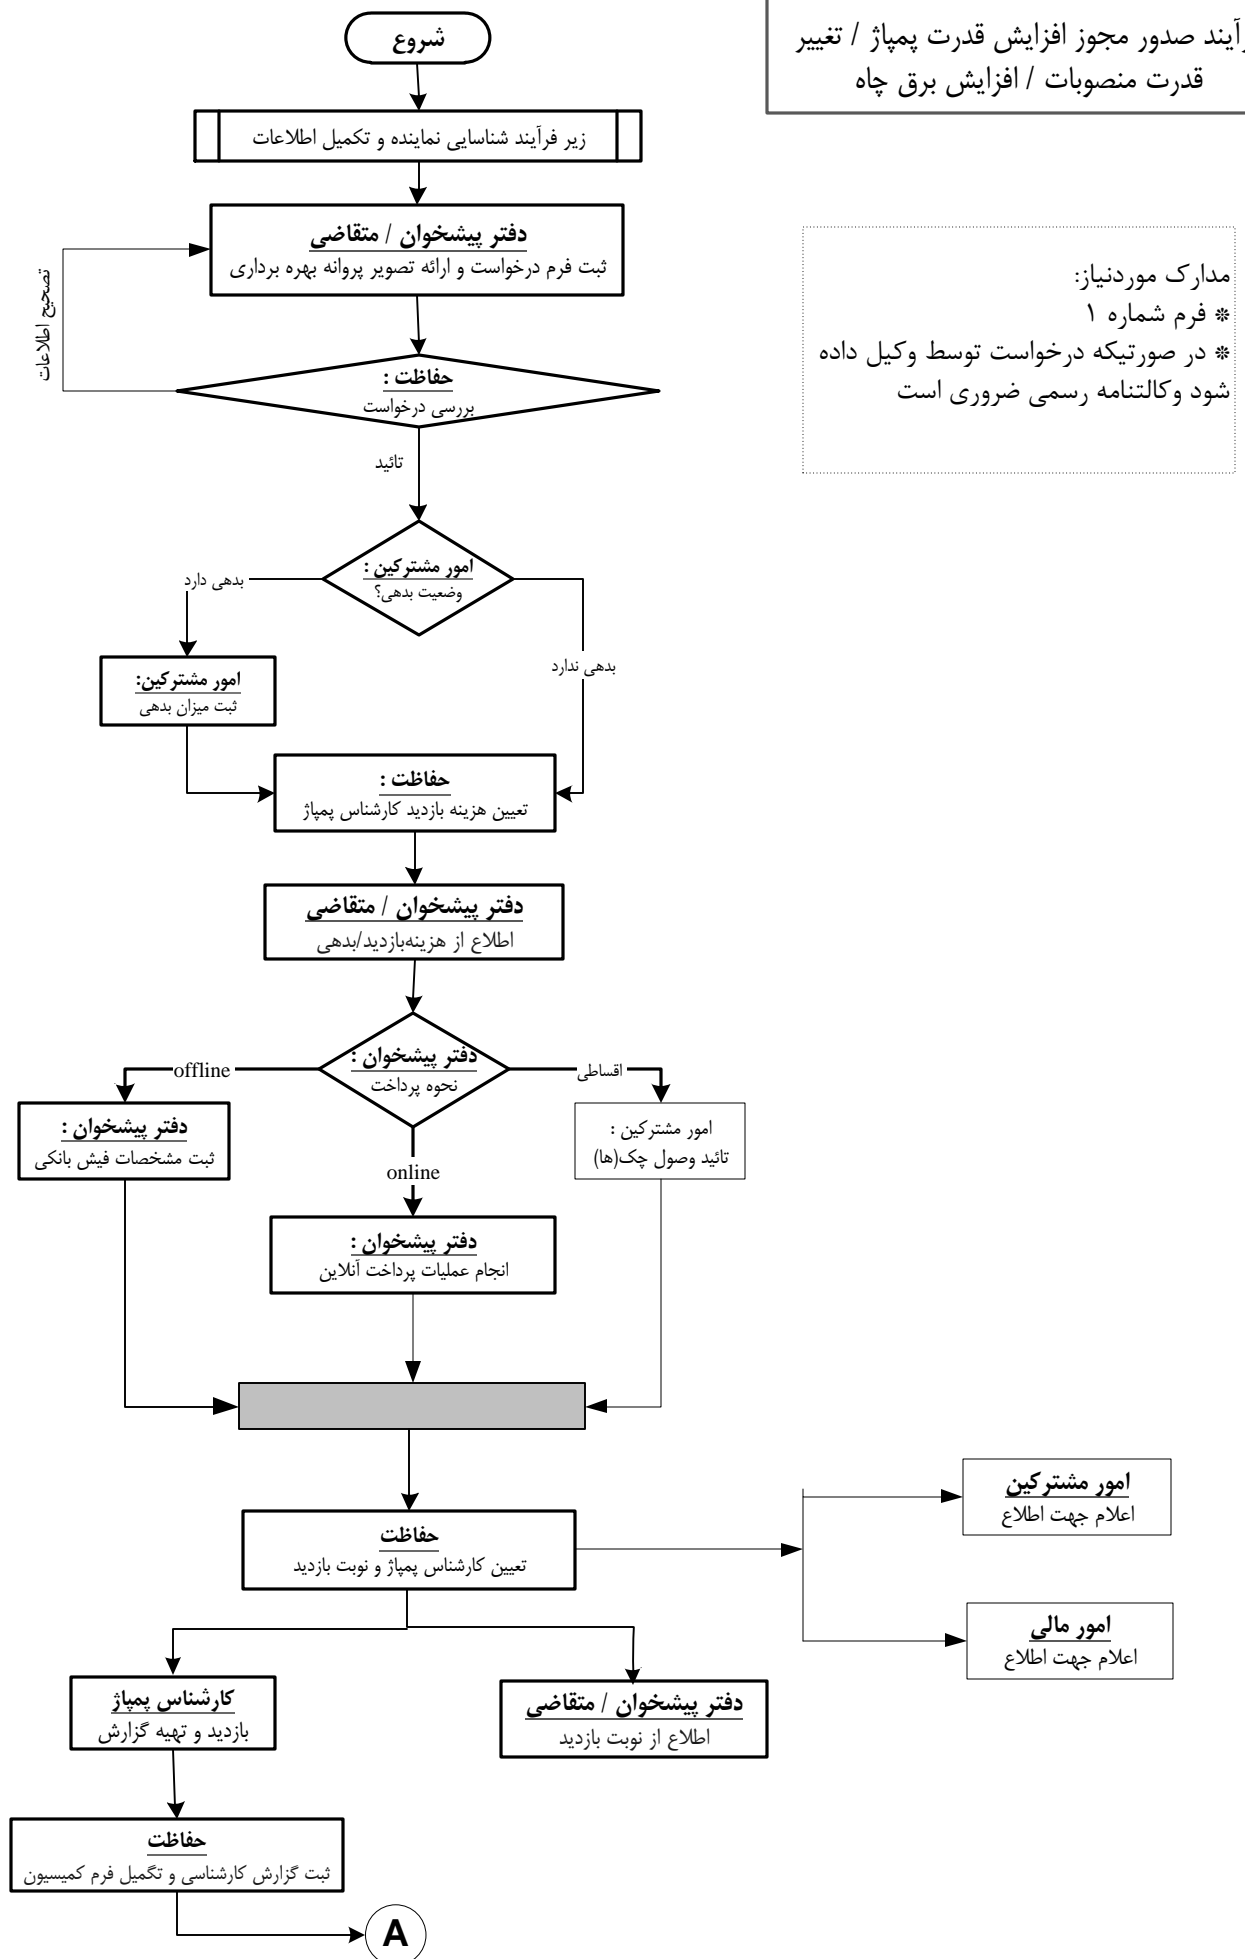 شروع
رآیند صدور مجوز افزایش قدرت پمپاژ / تغییر
قدرت منصوبات / افزایش برق چاه
زیر فرآیند شناسایی نماینده و تکمیل اطلاعات
دفتر پیشخوان / متقاضی
ثبت فرم درخواست و ارائه تصویر پروانه بهره برداری
تصحیح اطلاعات
مدارک موردنیاز:
* فرم شماره ۱
* در صورتیکه درخواست توسط وکیل داده
شود وکالتنامه رسمی ضروری است
حفاظت :
بررسی درخواست
تائید
امور مشترکین :
وضعیت بدهی؟
بدهی دارد
بدهی ندارد
امور مشترکین:
ثبت میزان بدهی
حفاظت :
تعیین هزینه بازدید کارشناس پمپاژ
دفتر پیشخوان / متقاضی
اطلاع از هزینه‌بازدید/بدهی
دفتر پیشخوان :
نحوه پرداخت
offline
اقساطی
online
دفتر پیشخوان :
ثبت مشخصات فیش بانکی
امور مشترکین :
تائید وصول چک(ها)
دفتر پیشخوان :
انجام عملیات پرداخت آنلاین
حفاظت
تعیین کارشناس پمپاژ و نوبت بازدید
امور مشترکین
اعلام جهت اطلاع
امور مالی
اعلام جهت اطلاع
کارشناس پمپاژ
بازدید و تهیه گزارش
دفتر پیشخوان / متقاضی
اطلاع از نوبت بازدید
حفاظت
ثبت گزارش کارشناسی و تگمیل فرم کمیسیون
A